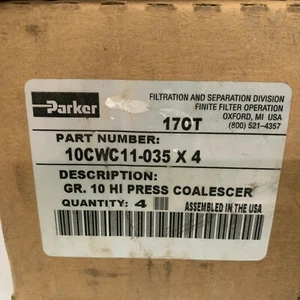 Parker
FILTRATION AND SEPARATION DIVISION
FINITE FILTER OPERATION
OXFORD, MI USA
(800) 521-4357
17CT
PART NUMBER:
10CWC11-035 X 4
DESCRIPTION:
GR. 10 HI PRESS COALESCER
QUANTITY: 4
ASSEMBLED IN THE USA